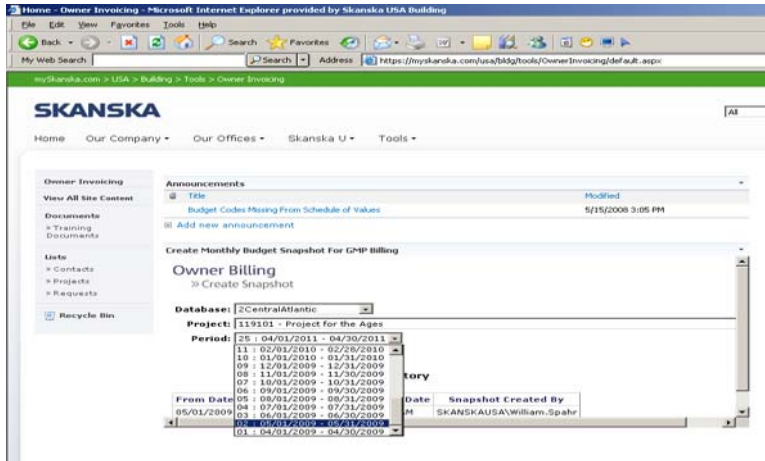 Home - Owner Invoicing - Microsoft Internet Explorer provided by Skanska USA Building
File Edit View Favorites Tools Help
Back Search Favorites
My Web Search Search Address https://myskanska.com/usa/bldg/tools/OwnerInvoicing/default.aspx
mySkanska.com > USA > Building > Tools > Owner Invoicing
SKANSKA
All
Home Our Company Our Offices Skanska U Tools
Owner Invoicing
View All Site Content
Documents
Training Documents
Lists
Contacts
Projects
Requests
Recycle Bin
Announcements
Title Modified
Budget Codes Missing From Schedule of Values 5/15/2008 3:05 PM
Add new announcement
Create Monthly Budget Snapshot For GMP Billing
Owner Billing
» Create Snapshot
Database: 2CentralAtlantic
Project: 119101 - Project for the Ages
Period: 25 : 04/01/2011 - 04/30/2011
11 : 02/01/2010 - 02/28/2010
10 : 01/01/2010 - 01/31/2010
09 : 12/01/2009 - 12/31/2009
08 : 11/01/2009 - 11/30/2009
07 : 10/01/2009 - 10/31/2009
06 : 09/01/2009 - 09/30/2009
05 : 08/01/2009 - 08/31/2009
04 : 07/01/2009 - 07/31/2009
03 : 06/01/2009 - 06/30/2009
02 : 05/01/2009 - 05/31/2009
01 : 04/01/2009 - 04/30/2009
tory
From Date Date Snapshot Created By
05/01/2009 M SKANSKAUSA\William.Spahr